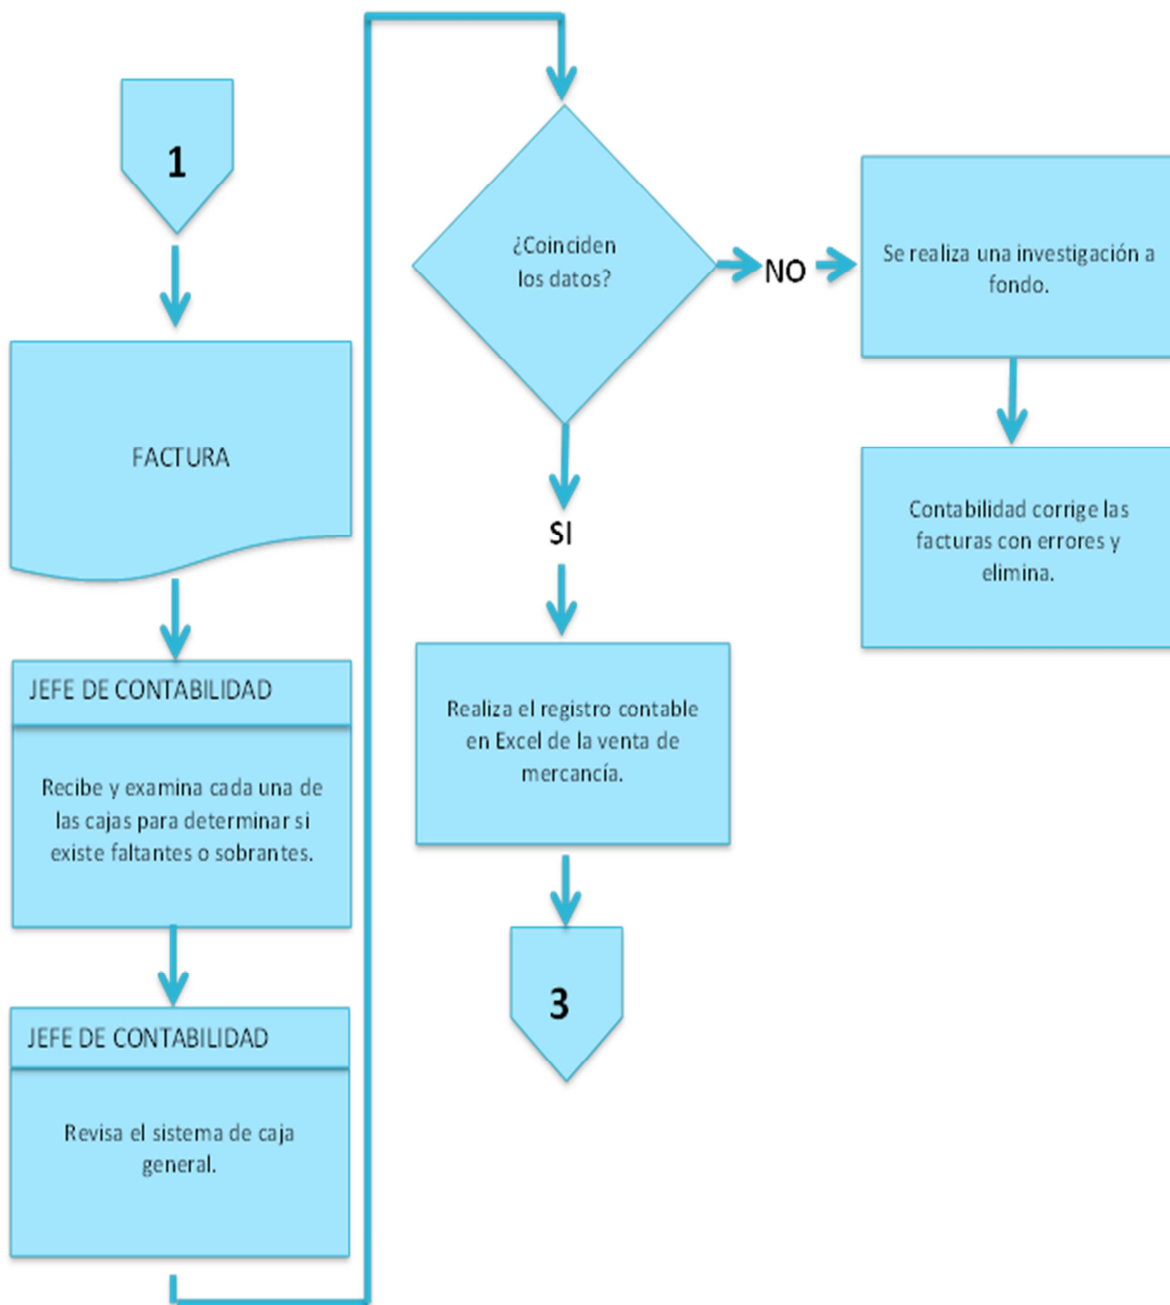 1
FACTURA
JEFE DE CONTABILIDAD
Recibe y examina cada una de
las cajas para determinar si
existe faltantes o sobrantes.
JEFE DE CONTABILIDAD
Revisa el sistema de caja
general.
¿Coinciden
los datos?
NO
Se realiza una investigación a
fondo.
Contabilidad corrige las
facturas con errores y
elimina.
SI
Realiza el registro contable
en Excel de la venta de
mercancía.
3